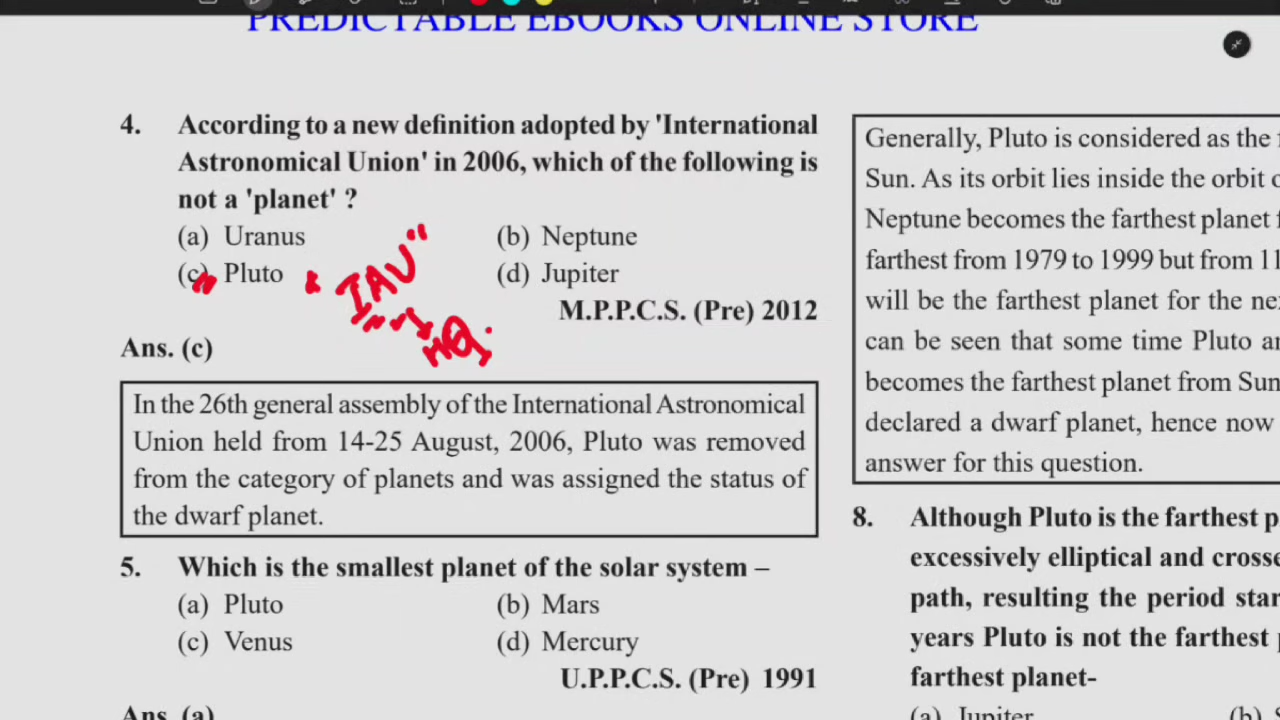 PREDICTABLE EBOOKS ONLINE STORE
4. According to a new definition adopted by 'International
Astronomical Union' in 2006, which of the following is
not a 'planet' ?
(a) Uranus (b) Neptune
(c) Pluto (d) Jupiter
"IAU"
HQ:
M.P.P.C.S. (Pre) 2012
Ans. (c)
In the 26th general assembly of the International Astronomical
Union held from 14-25 August, 2006, Pluto was removed
from the category of planets and was assigned the status of
the dwarf planet.
5. Which is the smallest planet of the solar system –
(a) Pluto (b) Mars
(c) Venus (d) Mercury
U.P.P.C.S. (Pre) 1991
Ans. (a)
Generally, Pluto is considered as the
Sun. As its orbit lies inside the orbit
Neptune becomes the farthest planet
farthest from 1979 to 1999 but from 11
will be the farthest planet for the
can be seen that some time Pluto
becomes the farthest planet from Sun
declared a dwarf planet, hence now
answer for this question.
8. Although Pluto is the farthest p
excessively elliptical and
path, resulting the period
years Pluto is not the farthest
farthest planet-
(a) Jupiter (b)